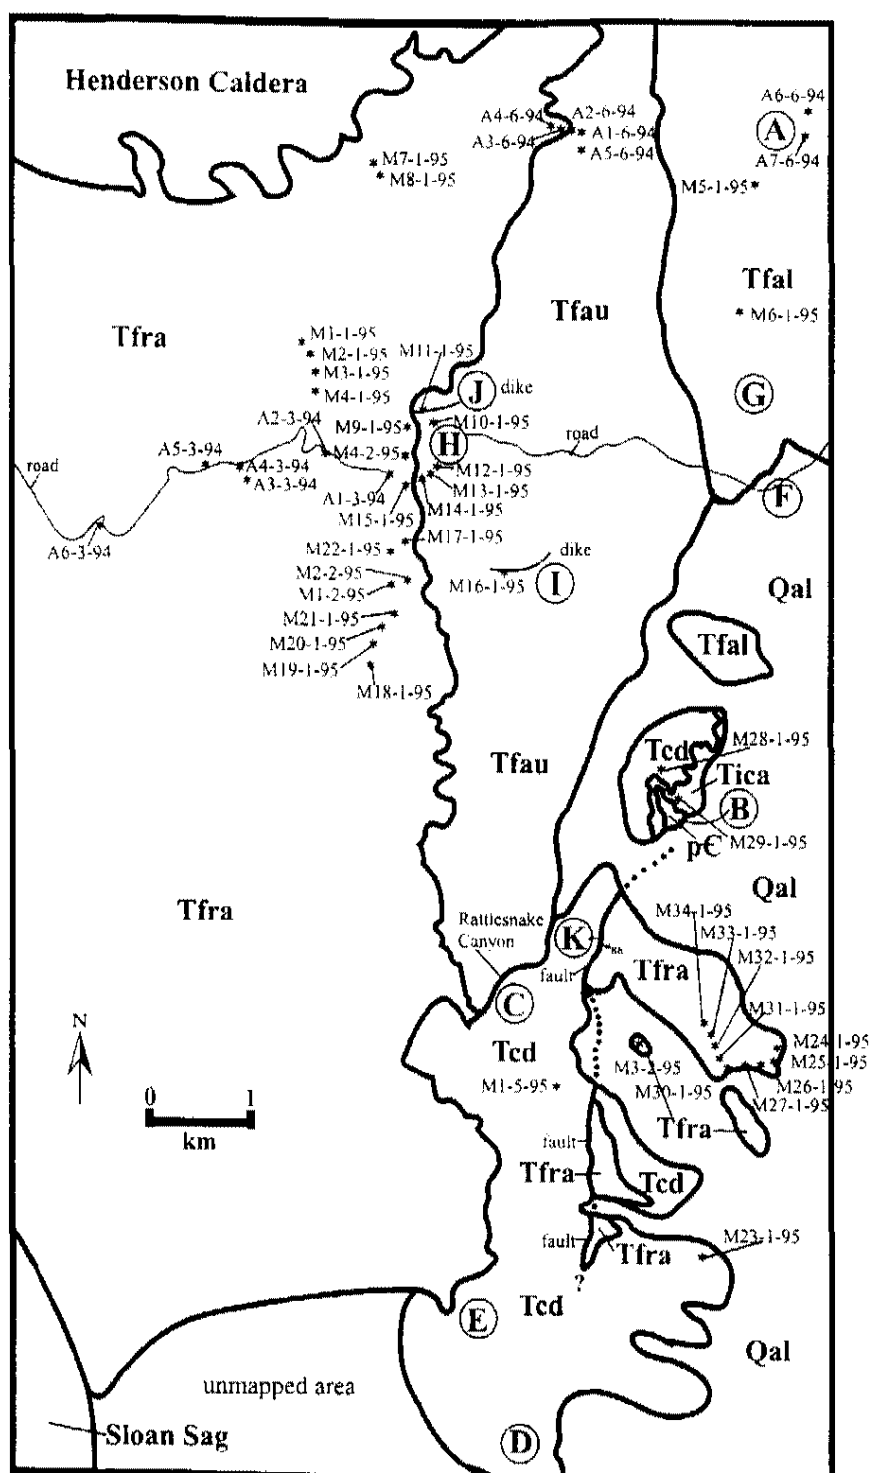 Henderson Caldera
A6-6-94
A4-6-94
A2-6-94
A
A3-6-94
A1-6-94
A5-6-94
A7-6-94
M7-1-95
M8-1-95
M5-1-95
Tfal
Tfau
M6-1-95
Tfra
M1-1-95
M2-1-95
M11-1-95
M3-1-95
M4-1-95
J
dike
G
A2-3-94
M9-1-95
M10-1-95
H
road
A5-3-94
M4-2-95
road
A4-3-94
A3-3-94
M12-1-95
M13-1-95
F
A1-3-94
M14-1-95
M15-1-95
A6-3-94
M17-1-95
M22-1-95
dike
M2-2-95
M16-1-95
I
M1-2-95
Qal
M21-1-95
M20-1-95
M19-1-95
M18-1-95
Tfal
Tcd
M28-1-95
Tfau
Tica
B
pЄ
M29-1-95
Qal
Tfra
M34-1-95
Rattlesnake
Canyon
M33-1-95
K
M32-1-95
fault
Tfra
C
M31-1-95
N
M24-1-95
Tcd
M25-1-95
M3-2-95
M1-5-95
M30-1-95
M26-1-95
M27-1-95
0 1
km
Tfra
fault
Tfra
Tcd
M23-1-95
fault
Tfra
?
Tcd
E
Qal
unmapped area
Sloan Sag
D